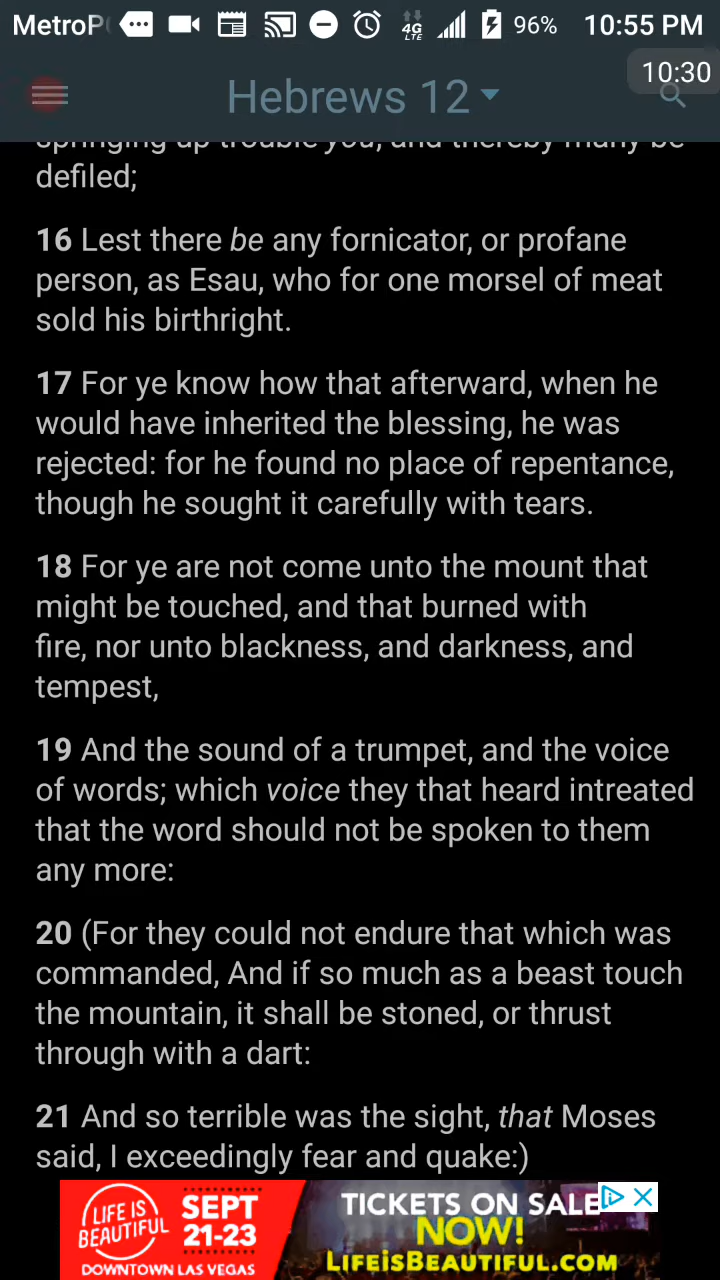 MetroP
96%
10:55 PM
4G
LTE
10:30
Hebrews 12
springing up trouble you, and thereby many be
defiled;
16 Lest there be any fornicator, or profane
person, as Esau, who for one morsel of meat
sold his birthright.
17 For ye know how that afterward, when he
would have inherited the blessing, he was
rejected: for he found no place of repentance,
though he sought it carefully with tears.
18 For ye are not come unto the mount that
might be touched, and that burned with
fire, nor unto blackness, and darkness, and
tempest,
19 And the sound of a trumpet, and the voice
of words; which voice they that heard intreated
that the word should not be spoken to them
any more:
20 (For they could not endure that which was
commanded, And if so much as a beast touch
the mountain, it shall be stoned, or thrust
through with a dart:
21 And so terrible was the sight, that Moses
said, I exceedingly fear and quake:)
LIFE IS
BEAUTIFUL
SEPT
21-23
DOWNTOWN LAS VEGAS
TICKETS ON SALE
NOW!
LIFEISBEAUTIFUL.COM